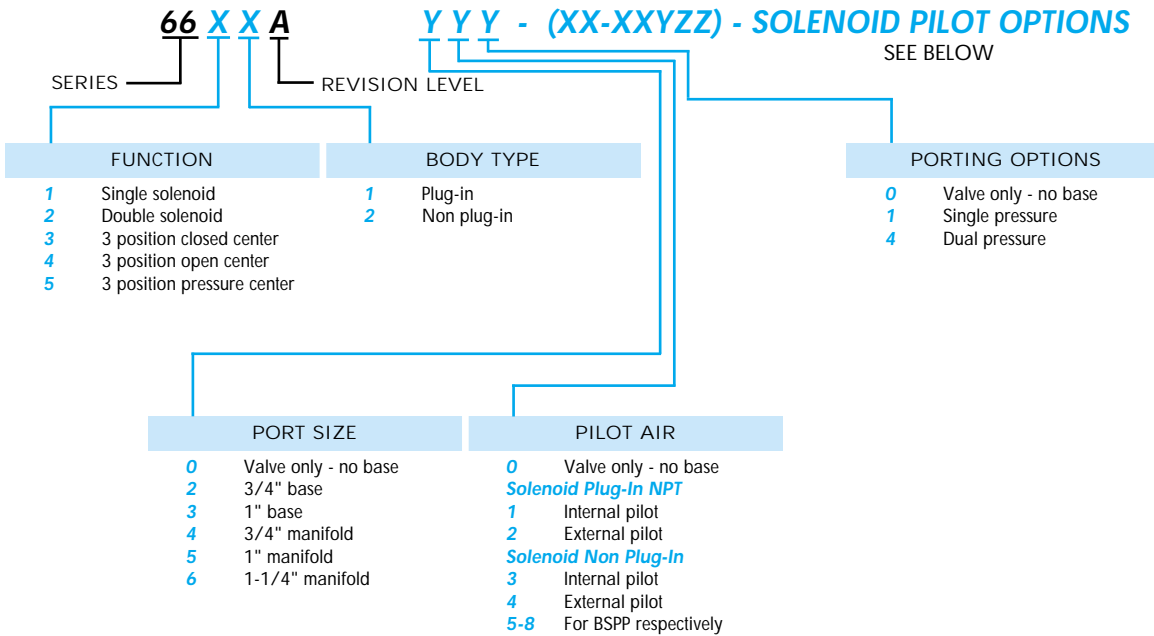 66 X X A Y Y Y - (XX-XXYZZ) - SOLENOID PILOT OPTIONS
SEE BELOW
SERIES
REVISION LEVEL
FUNCTION
1 Single solenoid
2 Double solenoid
3 3 position closed center
4 3 position open center
5 3 position pressure center
BODY TYPE
1 Plug-in
2 Non plug-in
PORTING OPTIONS
0 Valve only - no base
1 Single pressure
4 Dual pressure
PORT SIZE
0 Valve only - no base
2 3/4" base
3 1" base
4 3/4" manifold
5 1" manifold
6 1-1/4" manifold
PILOT AIR
0 Valve only - no base
Solenoid Plug-In NPT
1 Internal pilot
2 External pilot
Solenoid Non Plug-In
3 Internal pilot
4 External pilot
5-8 For BSPP respectively